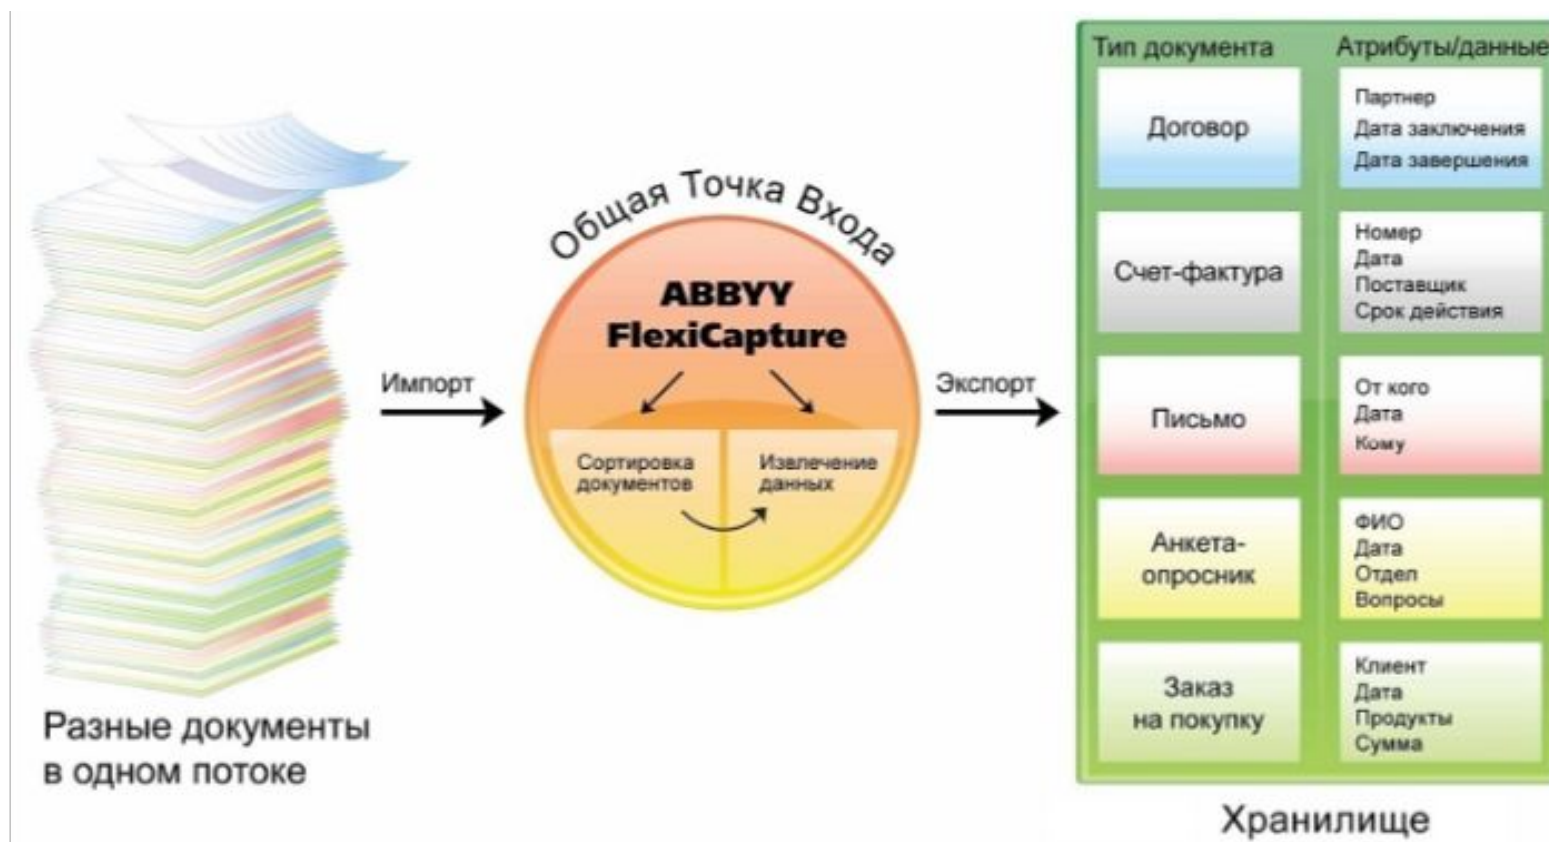 Разные документы
в одном потоке
Импорт
Общая Точка Входа
ABBYY
FlexiCapture
Сортировка
документов
Извлечение
данных
Экспорт
Тип документа
Атрибуты/данные
Договор
Партнер
Дата заключения
Дата завершения
Счет-фактура
Номер
Дата
Поставщик
Срок действия
Письмо
От кого
Дата
Кому
Анкета-
опросник
ФИО
Дата
Отдел
Вопросы
Заказ
на покупку
Клиент
Дата
Продукты
Сумма
Хранилище